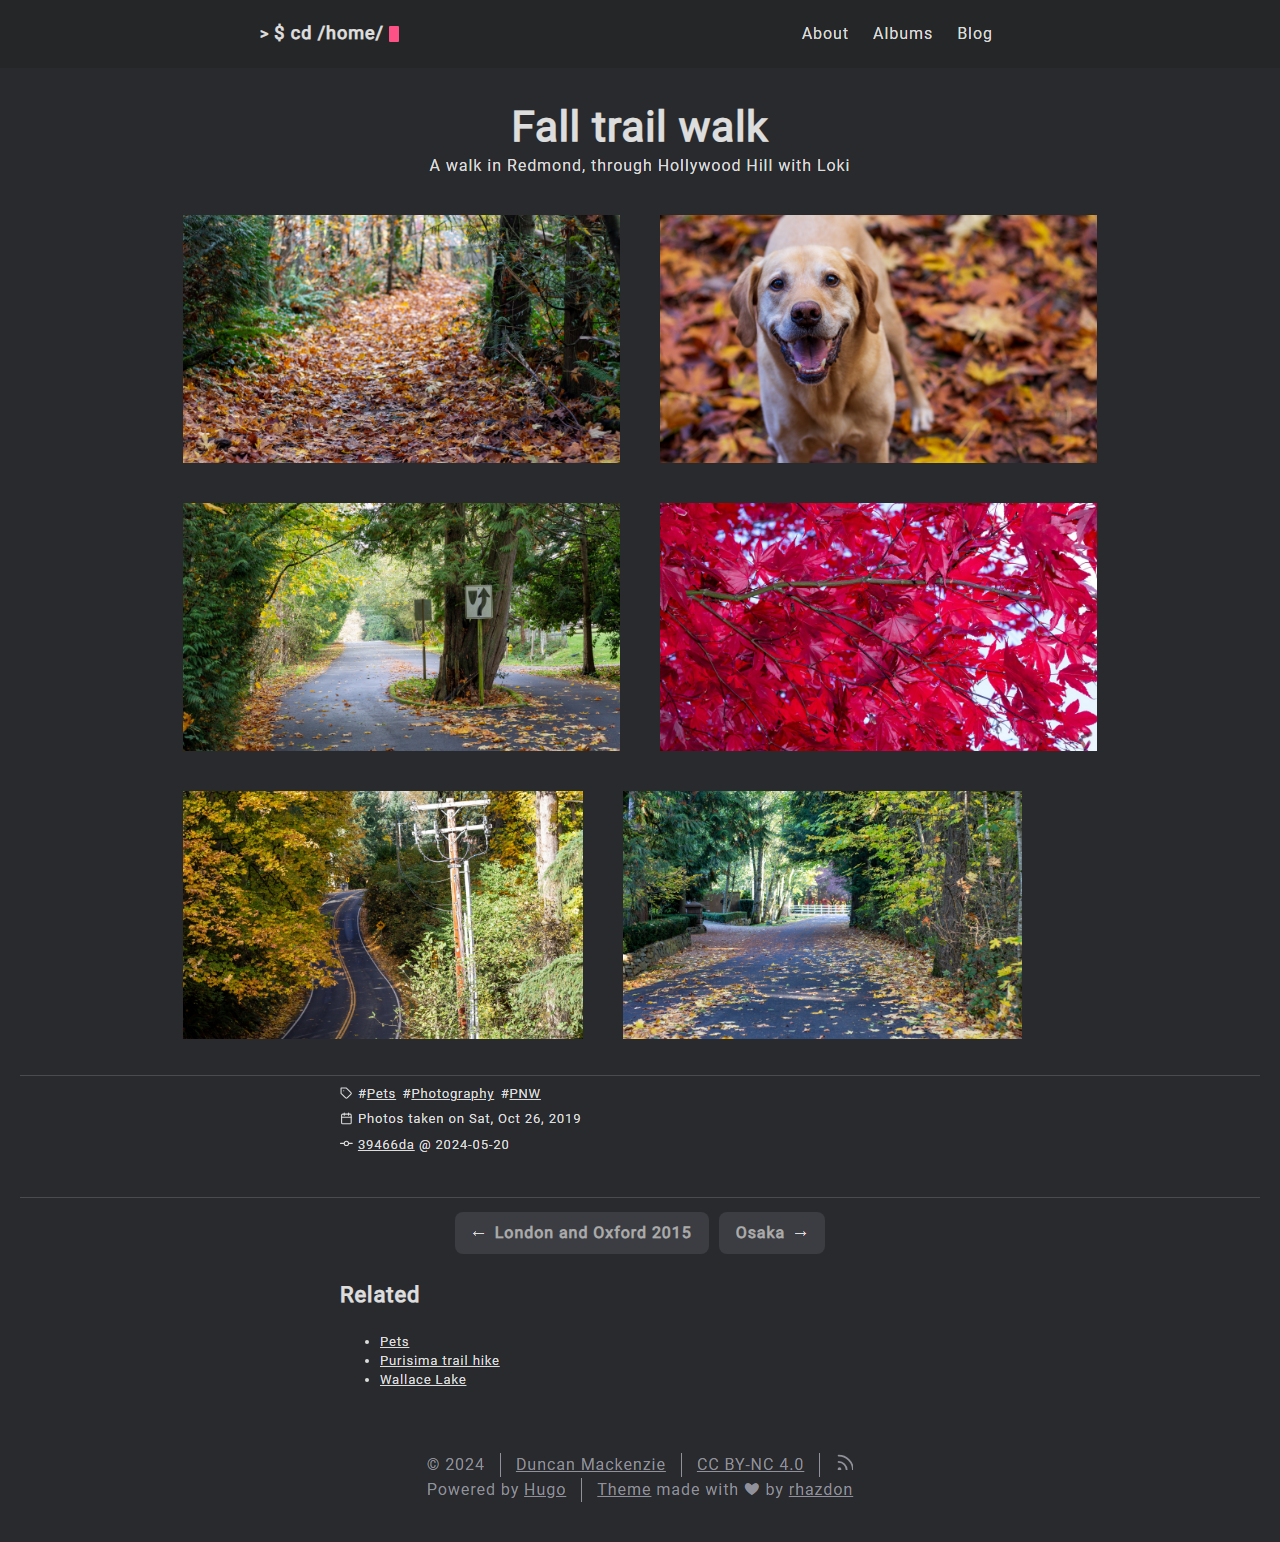 > $ cd /home/
About Albums Blog
Fall trail walk
A walk in Redmond, through Hollywood Hill with Loki
#Pets #Photography #PNW
Photos taken on Sat, Oct 26, 2019
39466da @ 2024-05-20
← London and Oxford 2015 Osaka →
Related
• Pets
• Purisima trail hike
• Wallace Lake
© 2024 Duncan Mackenzie CC BY-NC 4.0
Powered by Hugo Theme made with ♥ by rhazdon